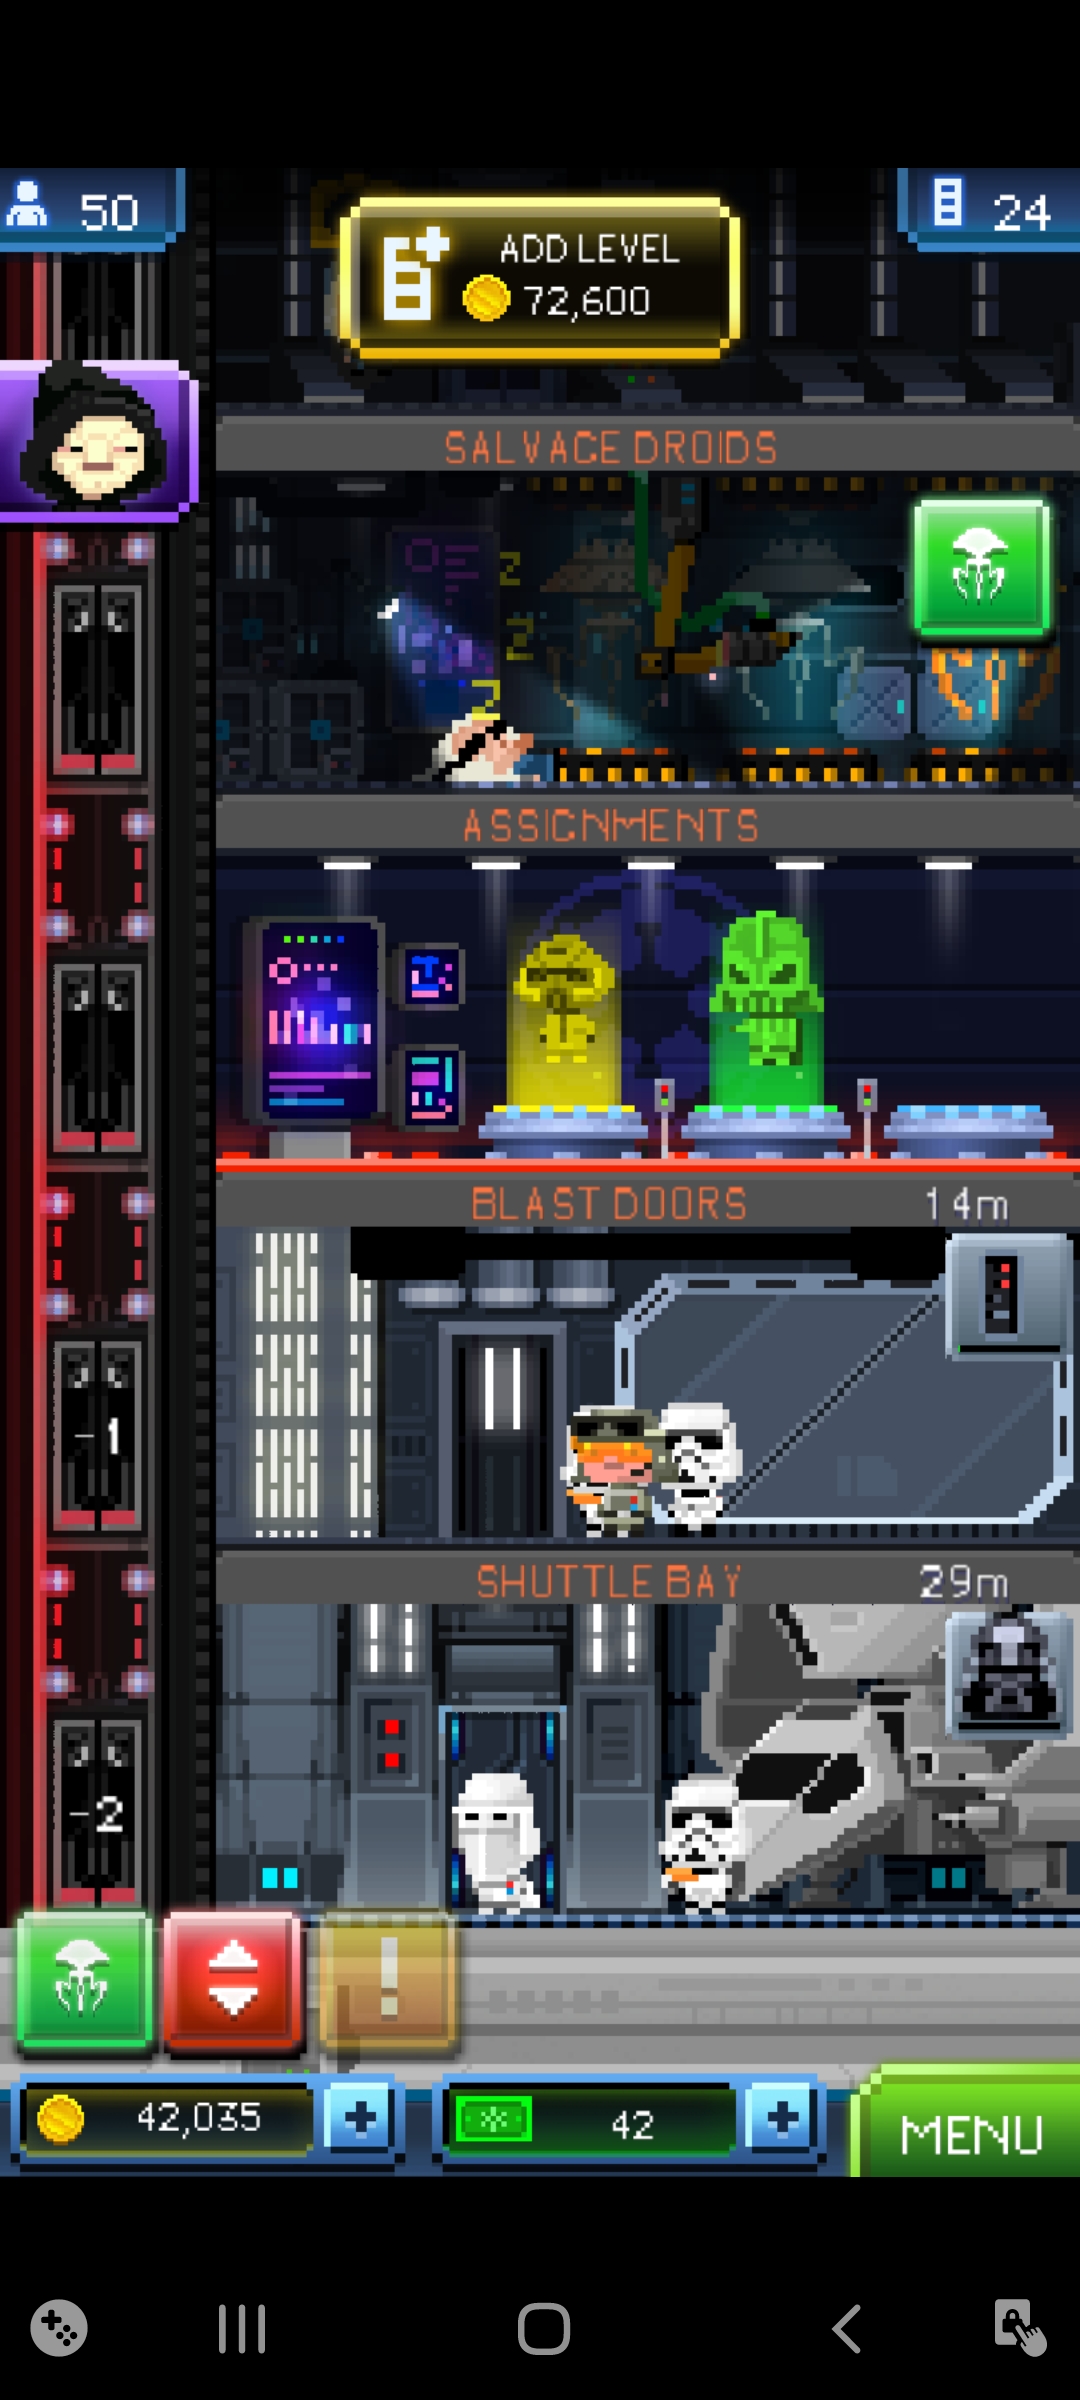 50
24
ADD LEVEL
72,600
SALVAGE DROIDS
Z
Z
Z
ASSIGNMENTS
BLAST DOORS 14m
-1
SHUTTLE BAY 29m
-2
!
42,035
+
42
+
MENU